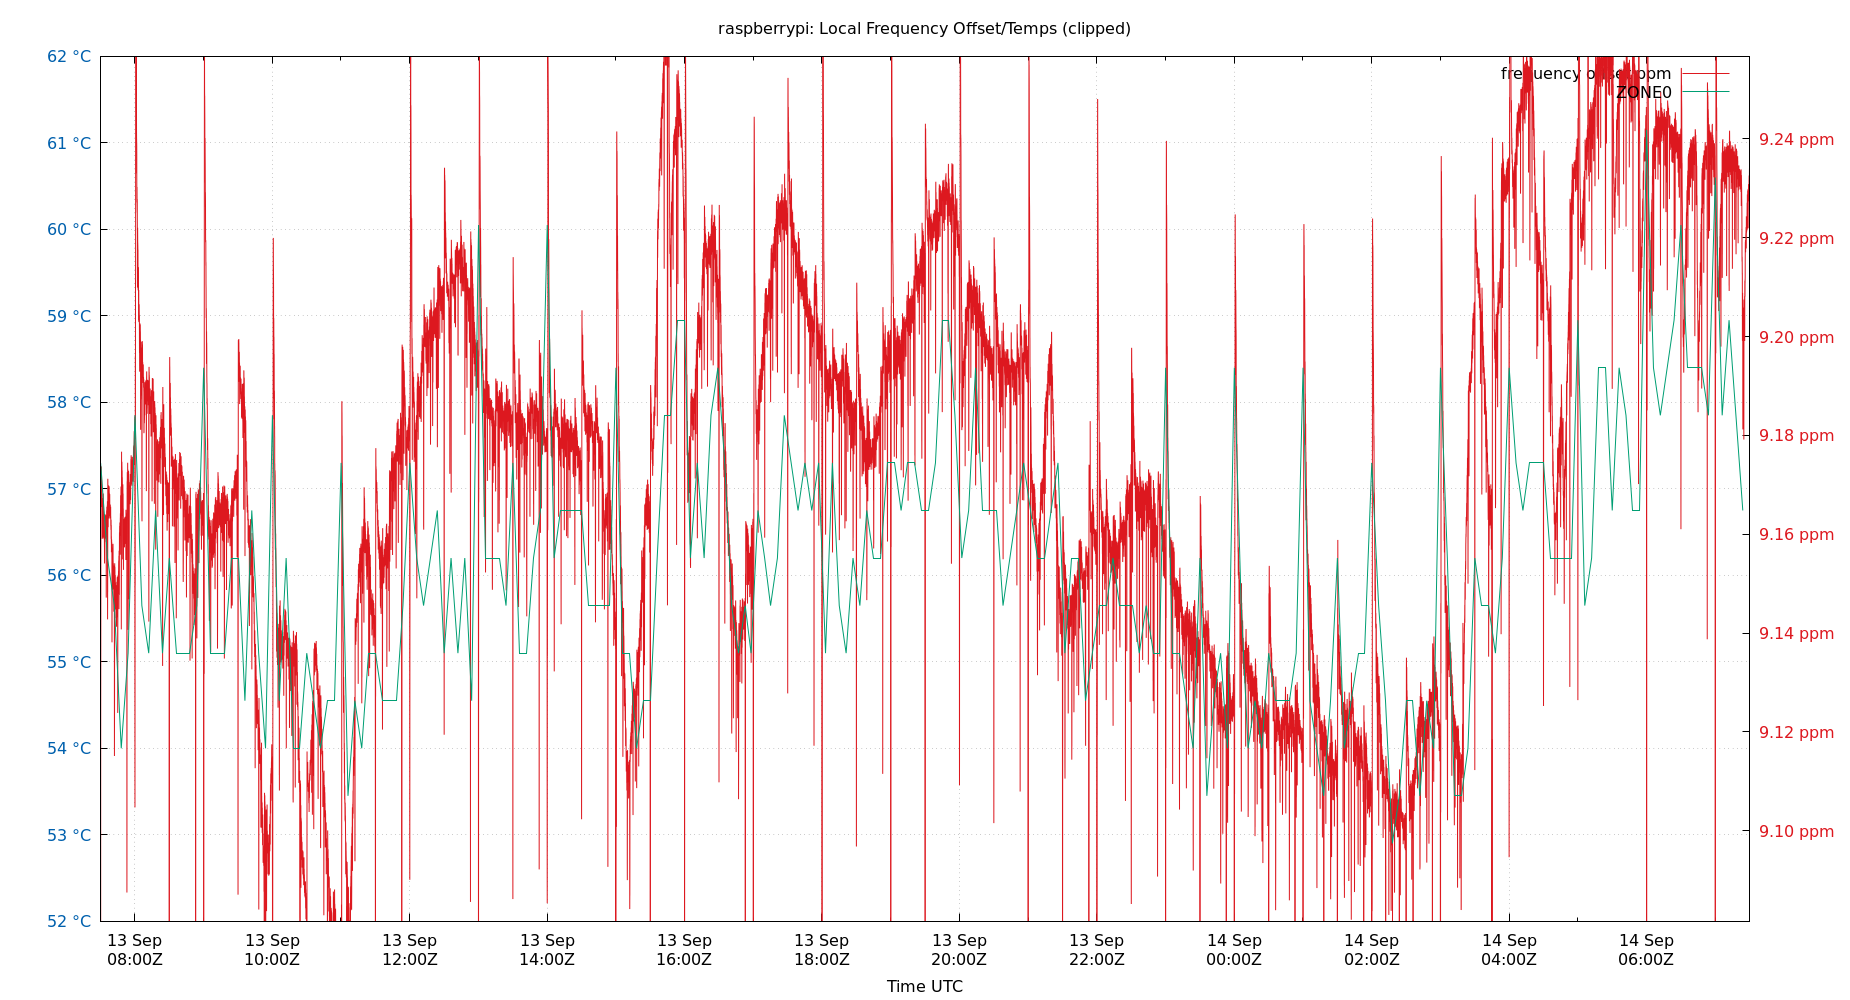 raspberrypi: Local Frequency Offset/Temps (clipped)
62 °C
61 °C
60 °C
59 °C
58 °C
57 °C
56 °C
55 °C
54 °C
53 °C
52 °C
frequency offset ppm
ZONE0
9.24 ppm
9.22 ppm
9.20 ppm
9.18 ppm
9.16 ppm
9.14 ppm
9.12 ppm
9.10 ppm
13 Sep 13 Sep 13 Sep 13 Sep 13 Sep 13 Sep 13 Sep 13 Sep 14 Sep 14 Sep 14 Sep 14 Sep
08:00Z 10:00Z 12:00Z 14:00Z 16:00Z 18:00Z 20:00Z 22:00Z 00:00Z 02:00Z 04:00Z 06:00Z
Time UTC